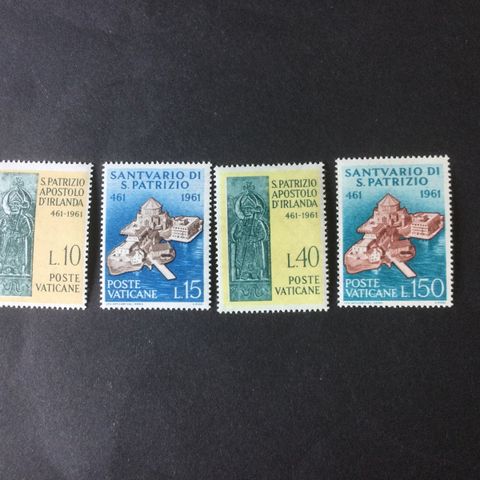 S.PATRIZIO
APOSTOLO
D'IRLANDA
461-1961
L.10
POSTE
VATICANE
SANTVARIO DI
S.PATRIZIO
461 1961
POSTE
VATICANE L.15
S.PATRIZIO
APOSTOLO
D'IRLANDA
461-1961
L.40
POSTE
VATICANE
SANTVARIO DI
S.PATRIZIO
461 1961
POSTE
VATICANE L.150